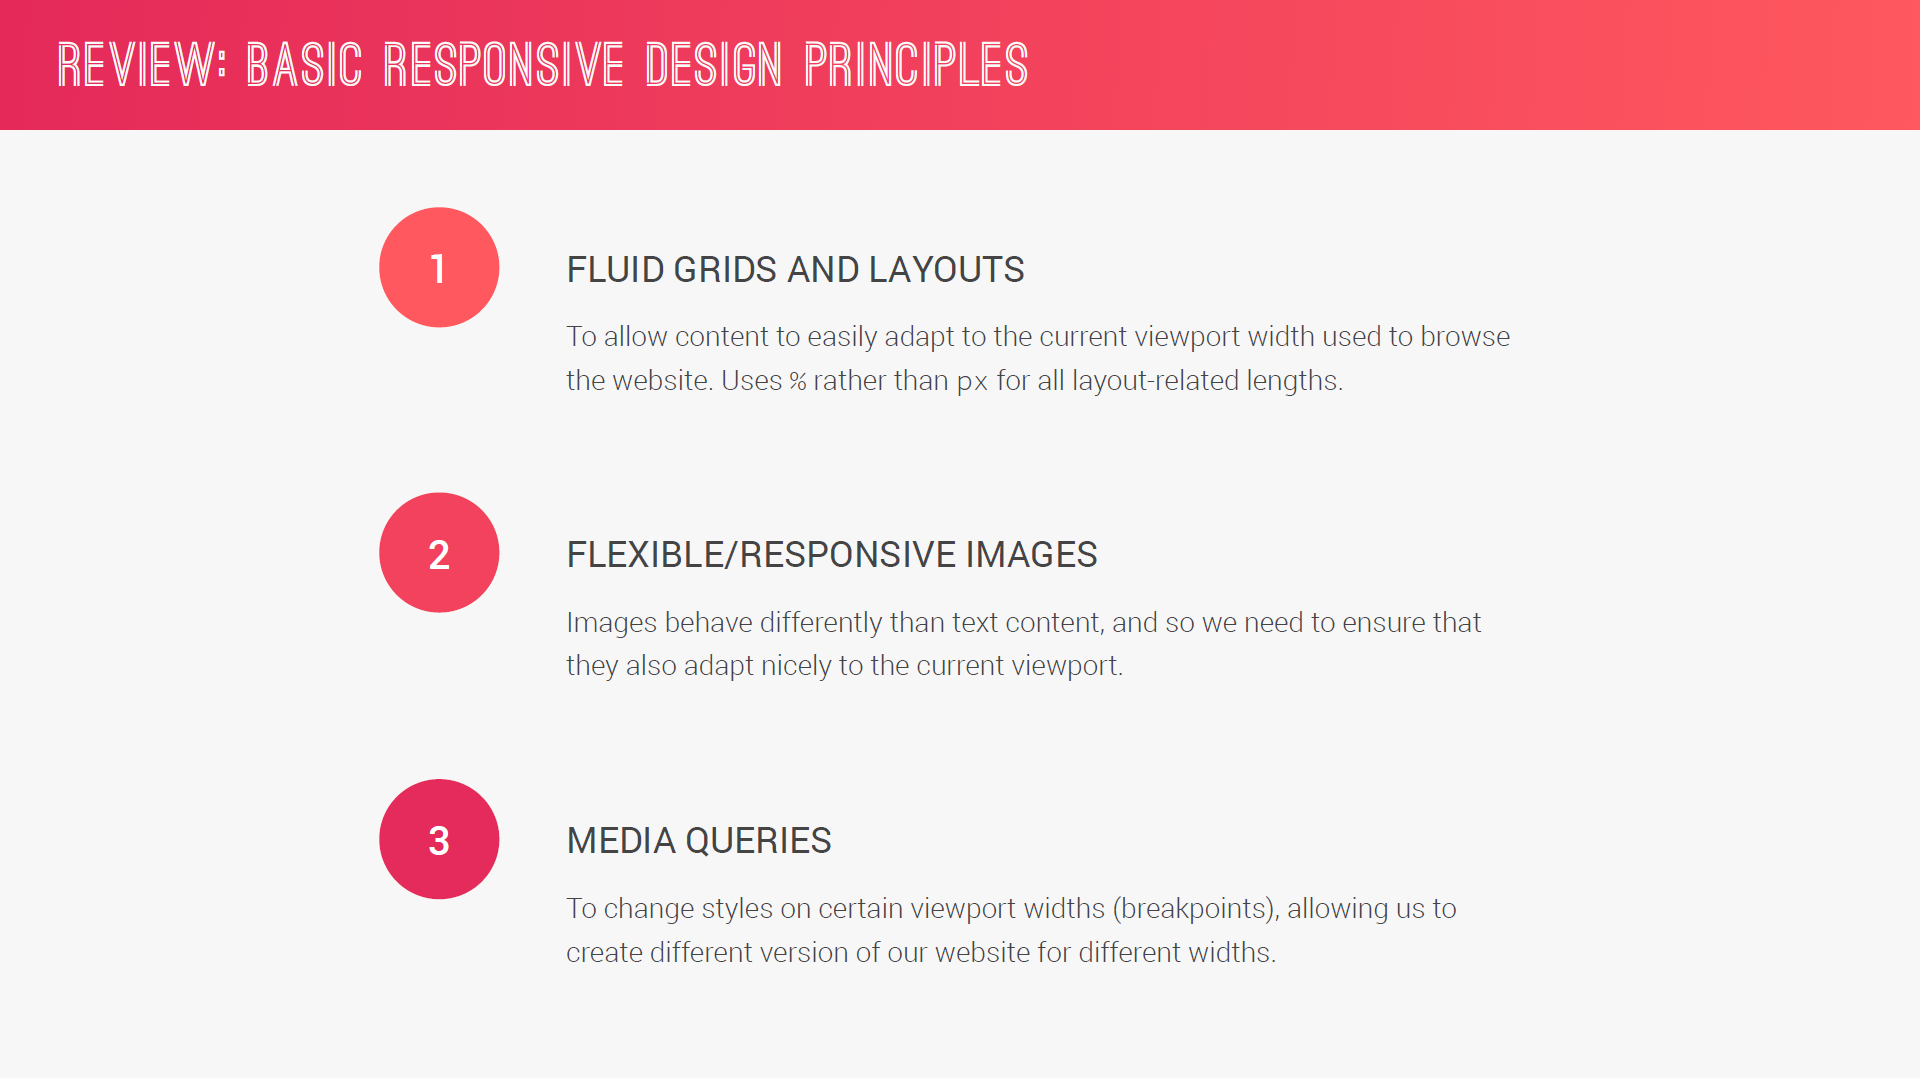 REVIEW: BASIC RESPONSIVE DESIGN PRINCIPLES
1
FLUID GRIDS AND LAYOUTS
To allow content to easily adapt to the current viewport width used to browse
the website. Uses % rather than px for all layout-related lengths.
2
FLEXIBLE/RESPONSIVE IMAGES
Images behave differently than text content, and so we need to ensure that
they also adapt nicely to the current viewport.
3
MEDIA QUERIES
To change styles on certain viewport widths (breakpoints), allowing us to
create different version of our website for different widths.